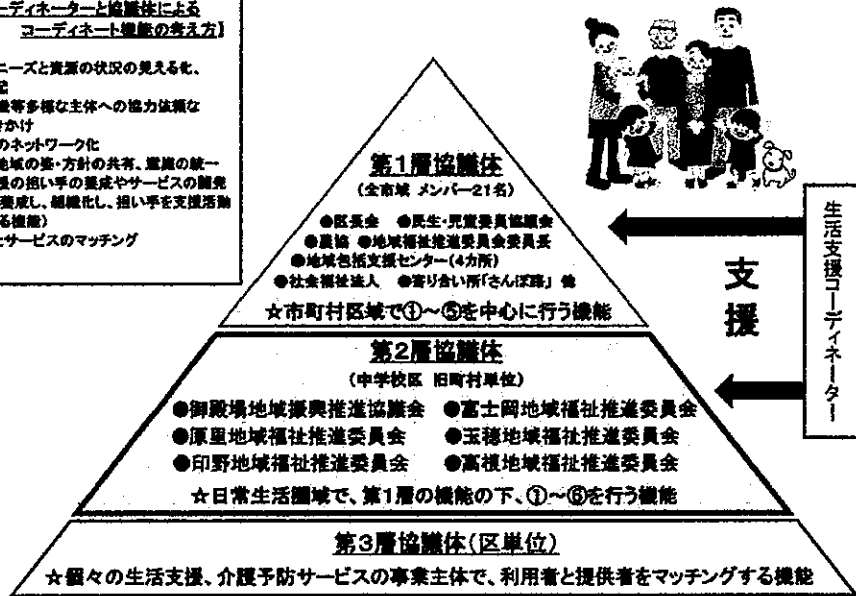 ーディネーターと協議体による
コーディネート機能の考え方】
ニーズと資源の状況の見える化、
等多様な主体への協力依頼な
かけ
のネットワーク化
地域の姿・方針の共有、意識の統一
の担い手の養成やサービスの開発
養成し、組織化し、担い手を支援活動
る機能）
とサービスのマッチング
第1層協議体
（全市域 メンバー21名）
●区長会 ●民生・児童委員協議会
●農協 ●地域福祉推進委員会委員長
●地域包括支援センター（4カ所）
●社会福祉法人 ●寄り合い所「さんぽ路」 他
☆市町村区域で①～⑤を中心に行う機能
第2層協議体
（中学校区 旧町村単位）
●御殿場地域振興推進協議会 ●富士岡地域福祉推進委員会
●原里地域福祉推進委員会 ●玉穂地域福祉推進委員会
●印野地域福祉推進委員会 ●高根地域福祉推進委員会
☆日常生活圏域で、第1層の機能の下、①～⑥を行う機能
第3層協議体（区単位）
☆個々の生活支援、介護予防サービスの事業主体で、利用者と提供者をマッチングする機能
支援
生活支援コーディネーター